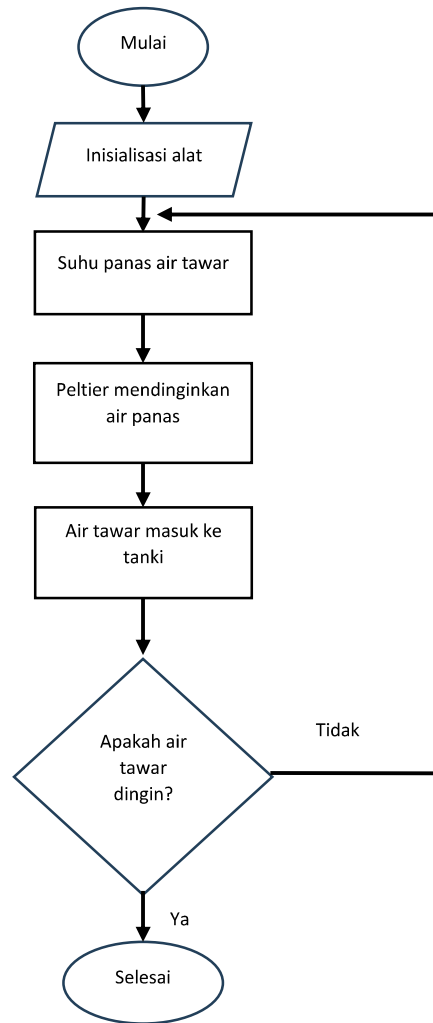 Mulai
Inisialisasi alat
Suhu panas air tawar
Peltier mendinginkan
air panas
Air tawar masuk ke
tanki
Apakah air
tawar
dingin?
Tidak
Ya
Selesai